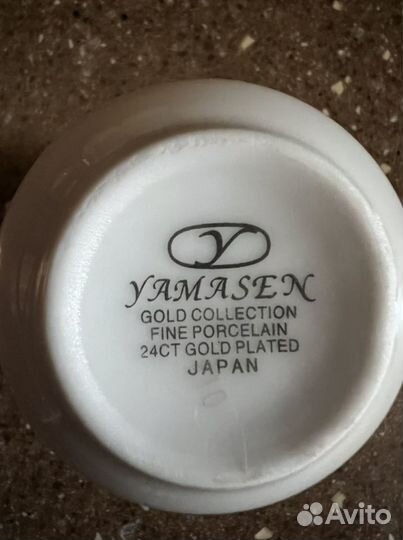 Y
YAMASEN
GOLD COLLECTION
FINE PORCELAIN
24CT GOLD PLATED
JAPAN
Avito